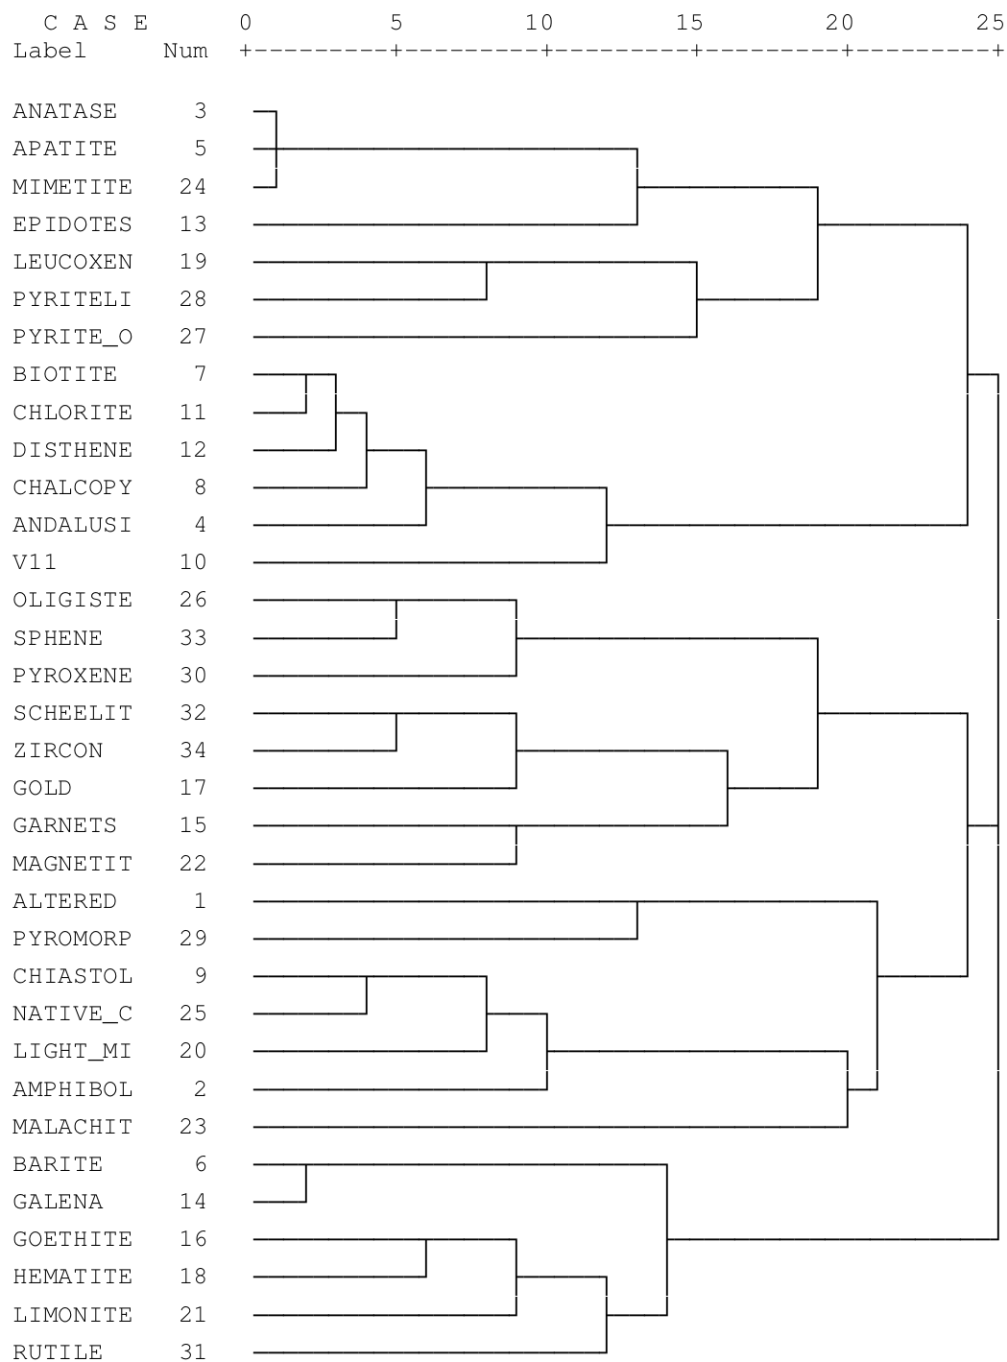 C A S E 0 5 10 15 20 25
Label Num +---------+---------+---------+---------+---------+
ANATASE 3
APATITE 5
MIMETITE 24
EPIDOTES 13
LEUCOXEN 19
PYRITELI 28
PYRITE_O 27
BIOTITE 7
CHLORITE 11
DISTHENE 12
CHALCOPY 8
ANDALUSI 4
V11 10
OLIGISTE 26
SPHENE 33
PYROXENE 30
SCHEELIT 32
ZIRCON 34
GOLD 17
GARNETS 15
MAGNETIT 22
ALTERED 1
PYROMORP 29
CHIASTOL 9
NATIVE_C 25
LIGHT_MI 20
AMPHIBOL 2
MALACHIT 23
BARITE 6
GALENA 14
GOETHITE 16
HEMATITE 18
LIMONITE 21
RUTILE 31